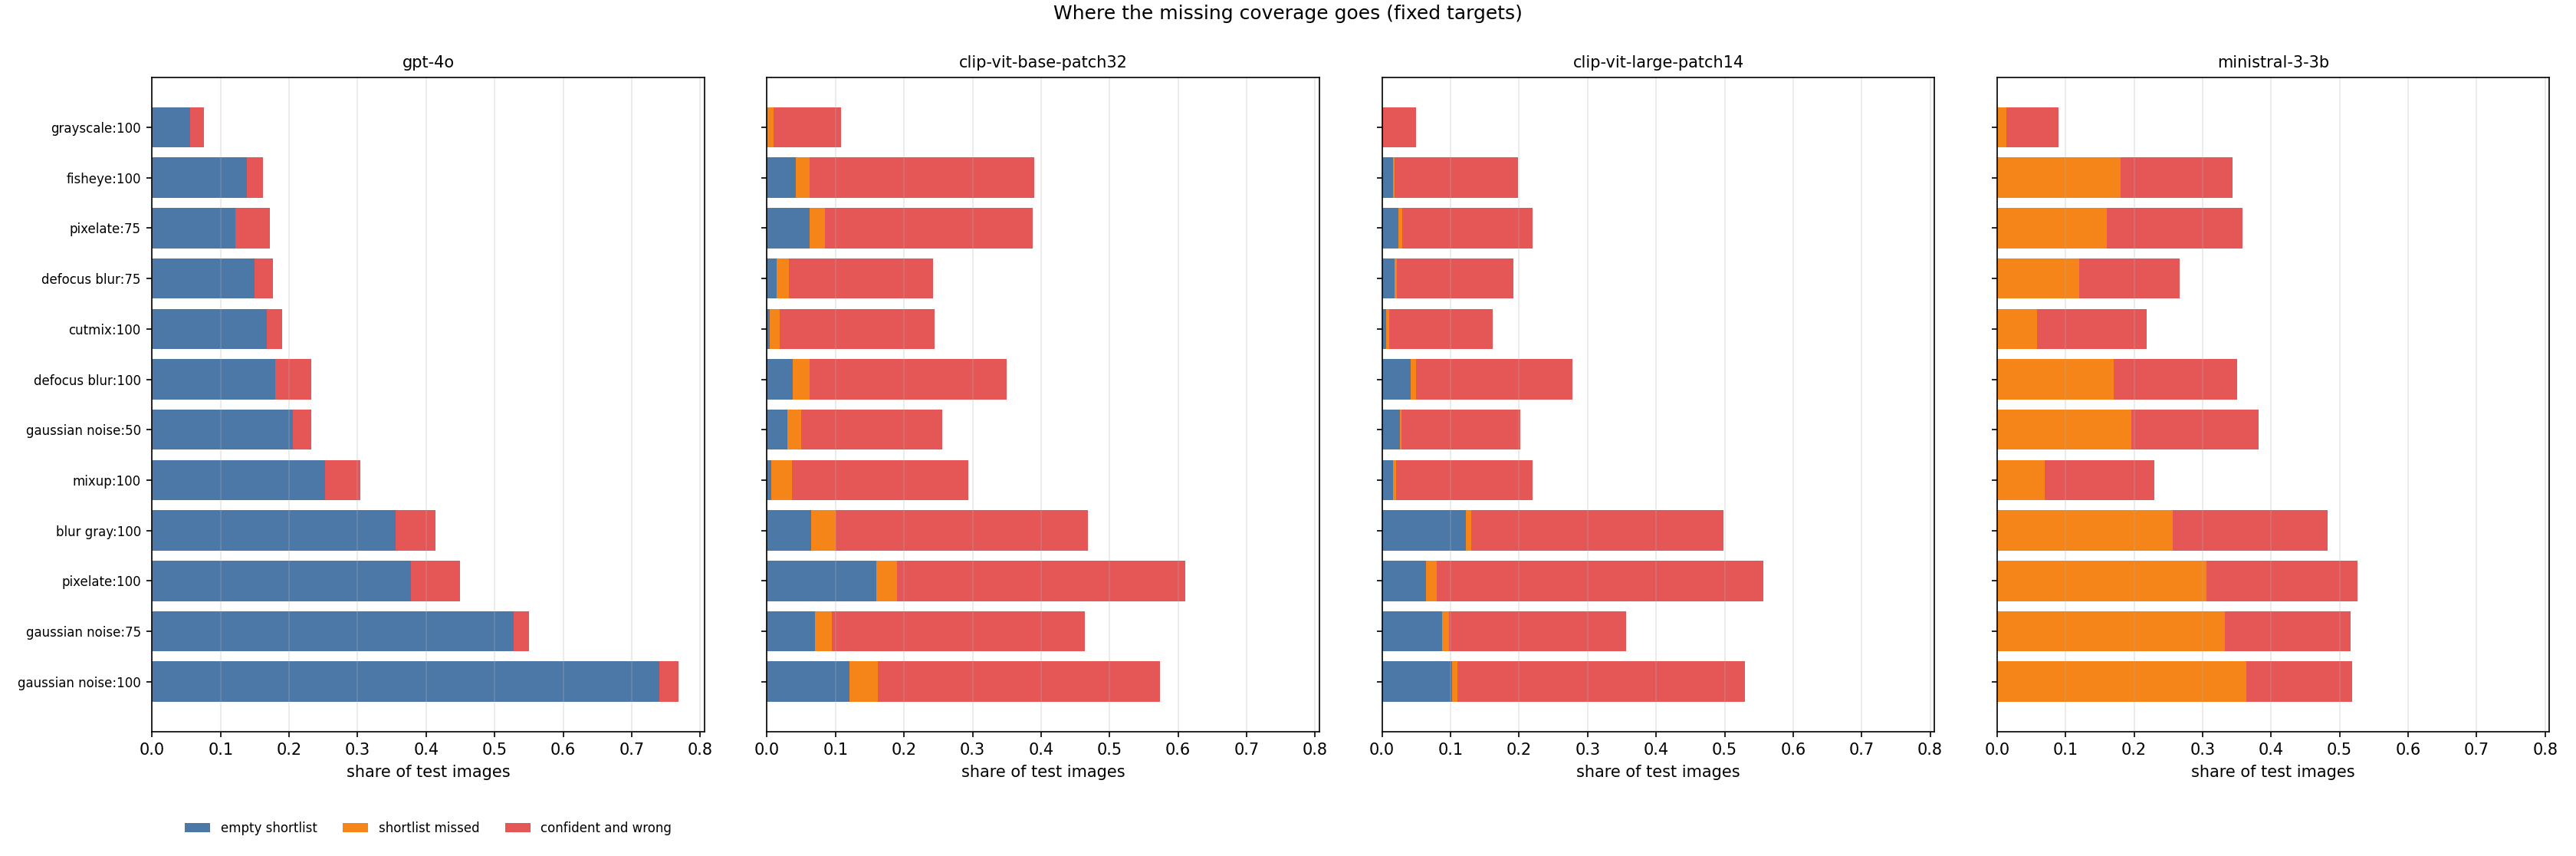 Where the missing coverage goes (fixed targets)
gpt-4o
clip-vit-base-patch32
clip-vit-large-patch14
ministral-3-3b
grayscale:100
fisheye:100
pixelate:75
defocus blur:75
cutmix:100
defocus blur:100
gaussian noise:50
mixup:100
blur gray:100
pixelate:100
gaussian noise:75
gaussian noise:100
0.0 0.1 0.2 0.3 0.4 0.5 0.6 0.7 0.8
0.0 0.1 0.2 0.3 0.4 0.5 0.6 0.7 0.8
0.0 0.1 0.2 0.3 0.4 0.5 0.6 0.7 0.8
0.0 0.1 0.2 0.3 0.4 0.5 0.6 0.7 0.8
share of test images
share of test images
share of test images
share of test images
empty shortlist
shortlist missed
confident and wrong